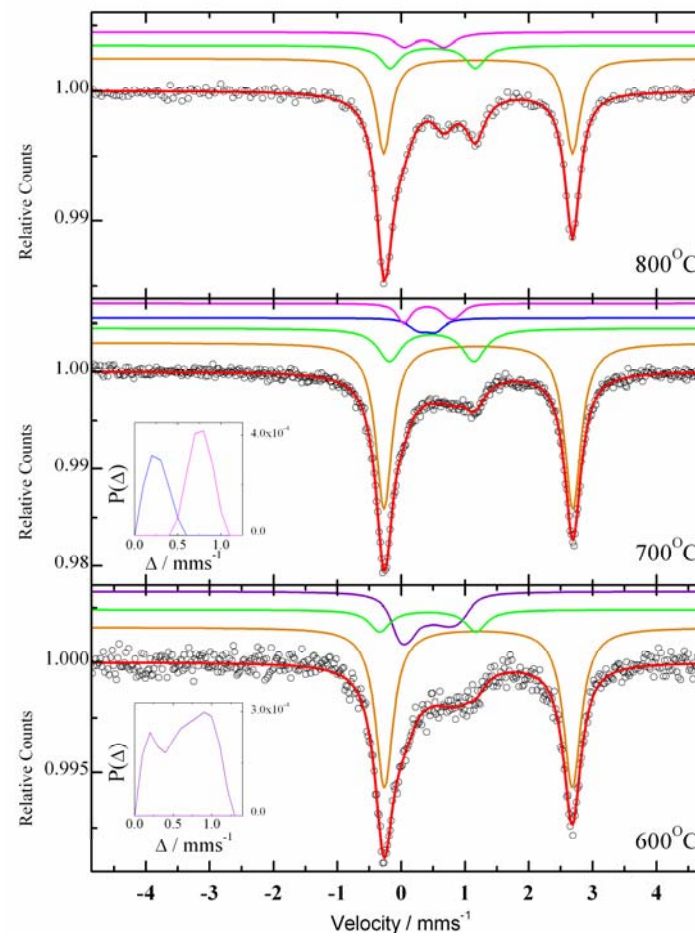 1.00
0.99
Relative Counts
800°C
1.00
0.99
0.98
Relative Counts
4.0x10⁻⁴
0.0
P(Δ)
0.0 0.5 1.0
Δ / mms⁻¹
700°C
1.000
0.995
Relative Counts
3.0x10⁻⁴
0.0
P(Δ)
0.0 0.5 1.0
Δ / mms⁻¹
600°C
-4 -3 -2 -1 0 1 2 3 4
Velocity / mms⁻¹